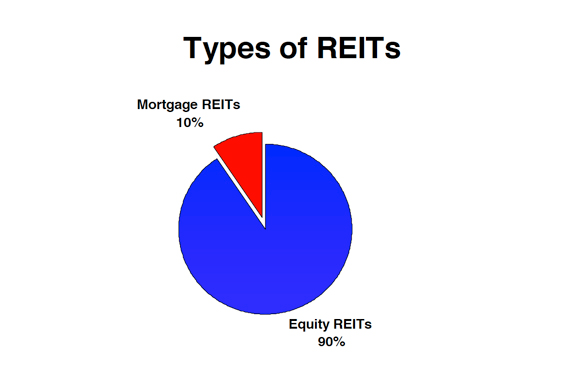 Types of REITs
Mortgage REITs
10%
Equity REITs
90%